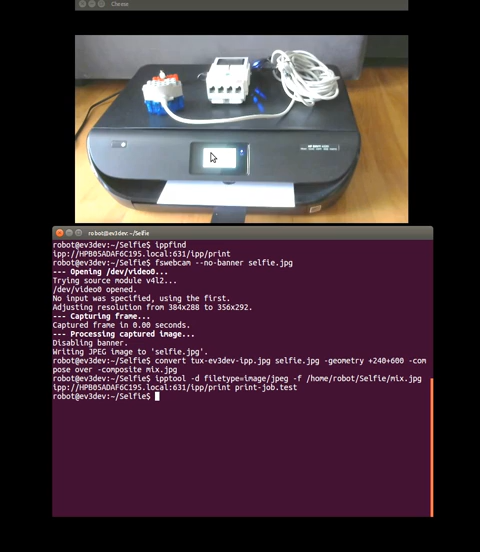 Cheese
robot@ev3dev: ~/Selfie
robot@ev3dev:~/Selfie$ ippfind
ipp://HPB05ADAF6C195.local:631/ipp/print
robot@ev3dev:~/Selfie$ fswebcam --no-banner selfie.jpg
--- Opening /dev/video0...
Trying source module v4l2...
/dev/video0 opened.
No input was specified, using the first.
Adjusting resolution from 384x288 to 356x292.
--- Capturing frame...
Captured frame in 0.00 seconds.
--- Processing captured image...
Disabling banner.
Writing JPEG image to 'selfie.jpg'.
robot@ev3dev:~/Selfie$ convert tux-ev3dev-ipp.jpg selfie.jpg -geometry +240+600 -com
pose over -composite mix.jpg
robot@ev3dev:~/Selfie$ ipptool -d filetype=image/jpeg -f /home/robot/Selfie/mix.jpg
ipp://HPB05ADAF6C195.local:631/ipp/print print-job.test
robot@ev3dev:~/Selfie$